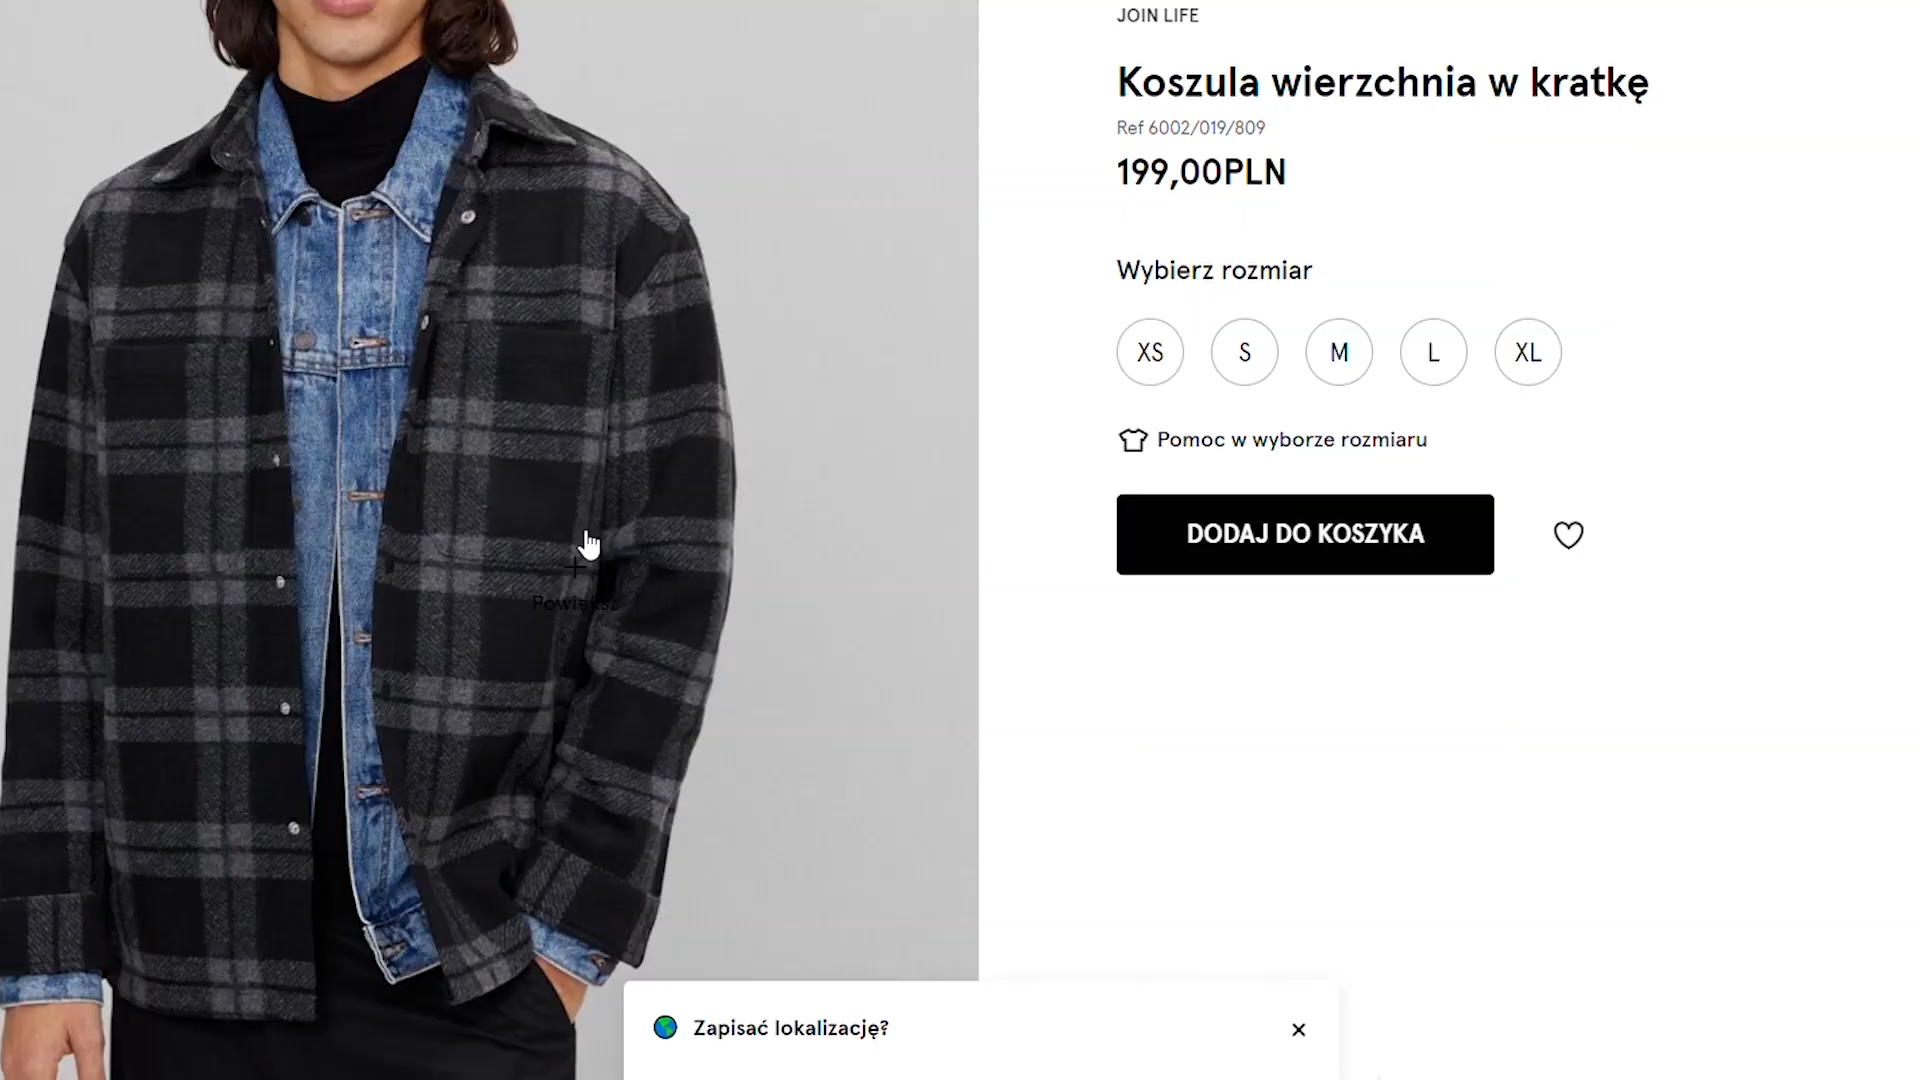 JOIN LIFE
Koszula wierzchnia w kratkę
Ref 6002/019/809
199,00PLN
Wybierz rozmiar
XS S M L XL
Pomoc w wyborze rozmiaru
DODAJ DO KOSZYKA
Powiększ
Zapisać lokalizację?